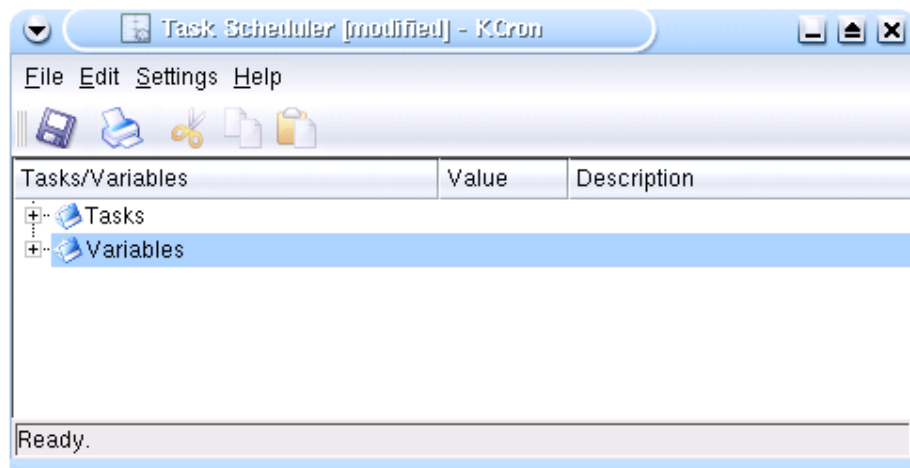 Task Scheduler [modified] - KCron
File Edit Settings Help
Tasks/Variables Value Description
Tasks
Variables
Ready.